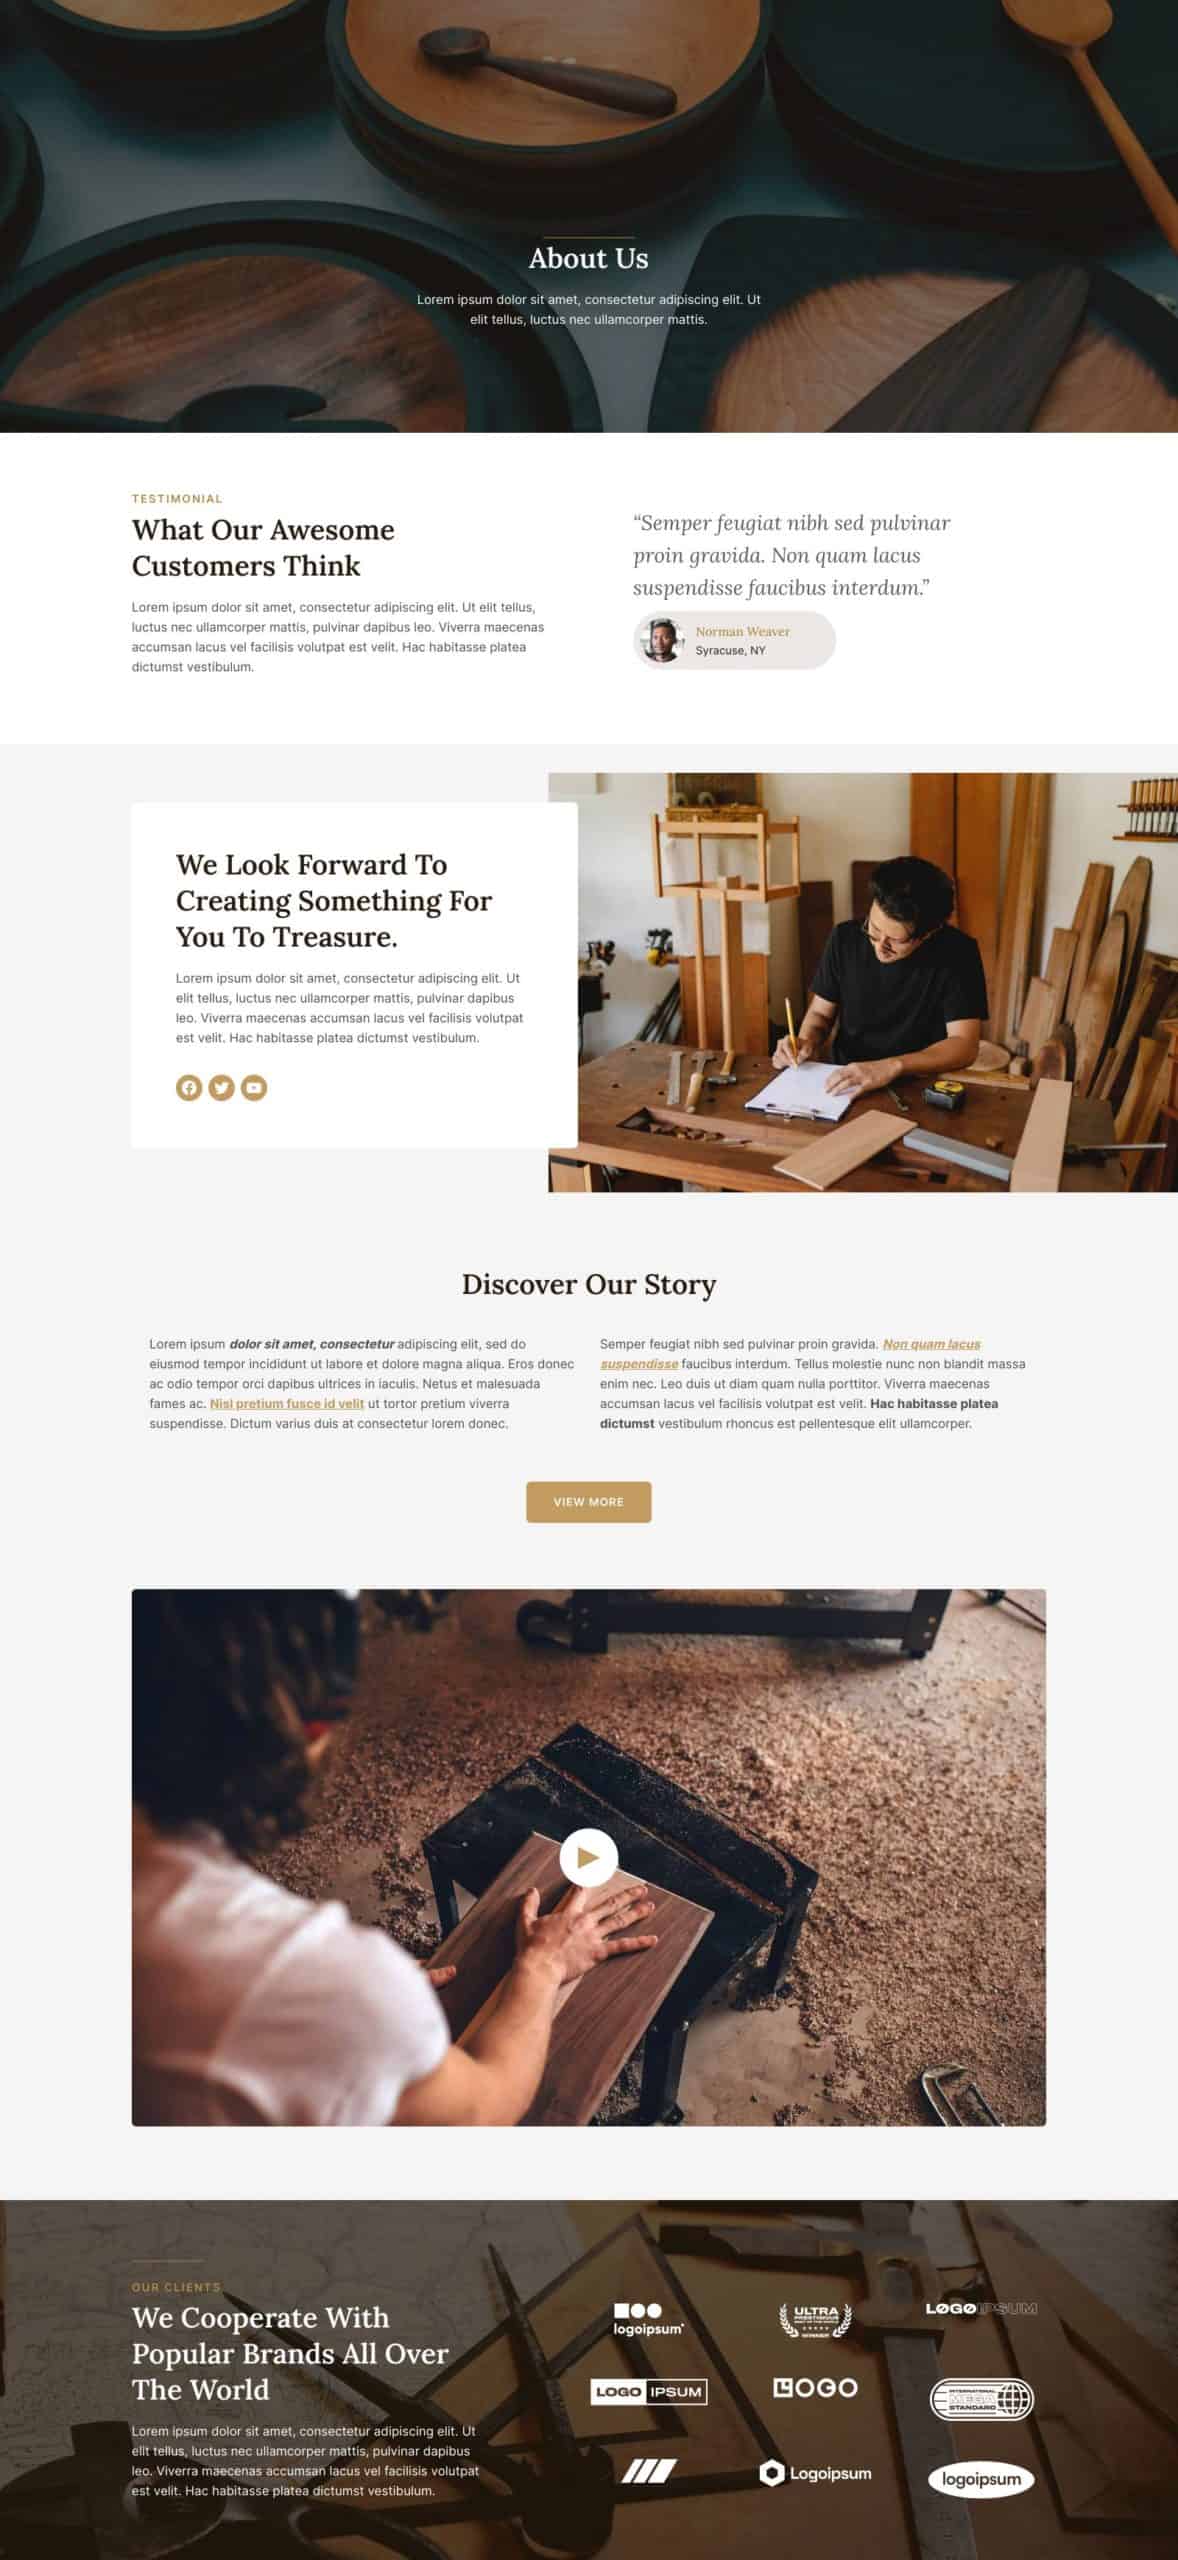 About Us
Lorem ipsum dolor sit amet, consectetur adipiscing elit. Ut
elit tellus, luctus nec ullamcorper mattis.
TESTIMONIAL
What Our Awesome
Customers Think
Lorem ipsum dolor sit amet, consectetur adipiscing elit. Ut elit tellus,
luctus nec ullamcorper mattis, pulvinar dapibus leo. Viverra maecenas
accumsan lacus vel facilisis volutpat est velit. Hac habitasse platea
dictumst vestibulum.
“Semper feugiat nibh sed pulvinar
proin gravida. Non quam lacus
suspendisse faucibus interdum.”
Norman Weaver
Syracuse, NY
We Look Forward To
Creating Something For
You To Treasure.
Lorem ipsum dolor sit amet, consectetur adipiscing elit. Ut
elit tellus, luctus nec ullamcorper mattis, pulvinar dapibus
leo. Viverra maecenas accumsan lacus vel facilisis volutpat
est velit. Hac habitasse platea dictumst vestibulum.
Discover Our Story
Lorem ipsum dolor sit amet, consectetur adipiscing elit, sed do
eiusmod tempor incididunt ut labore et dolore magna aliqua. Eros donec
ac odio tempor orci dapibus ultrices in iaculis. Netus et malesuada
fames ac. Nisl pretium fusce id velit ut tortor pretium viverra
suspendisse. Dictum varius duis at consectetur lorem donec.
Semper feugiat nibh sed pulvinar proin gravida. Non quam lacus
suspendisse faucibus interdum. Tellus molestie nunc non blandit massa
enim nec. Leo duis ut diam quam nulla porttitor. Viverra maecenas
accumsan lacus vel facilisis volutpat est velit. Hac habitasse platea
dictumst vestibulum rhoncus est pellentesque elit ullamcorper.
VIEW MORE
OUR CLIENTS
We Cooperate With
Popular Brands All Over
The World
Lorem ipsum dolor sit amet, consectetur adipiscing elit. Ut
elit tellus, luctus nec ullamcorper mattis, pulvinar dapibus
leo. Viverra maecenas accumsan lacus vel facilisis volutpat
est velit. Hac habitasse platea dictumst vestibulum.
logoipsum
ULTRA
PRESTIGIOUS
WINNER
LOGOIPSUM
LOGO IPSUM
LOGO
INTERNATIONAL
MEGA
STANDARD
Logoipsum
logoipsum